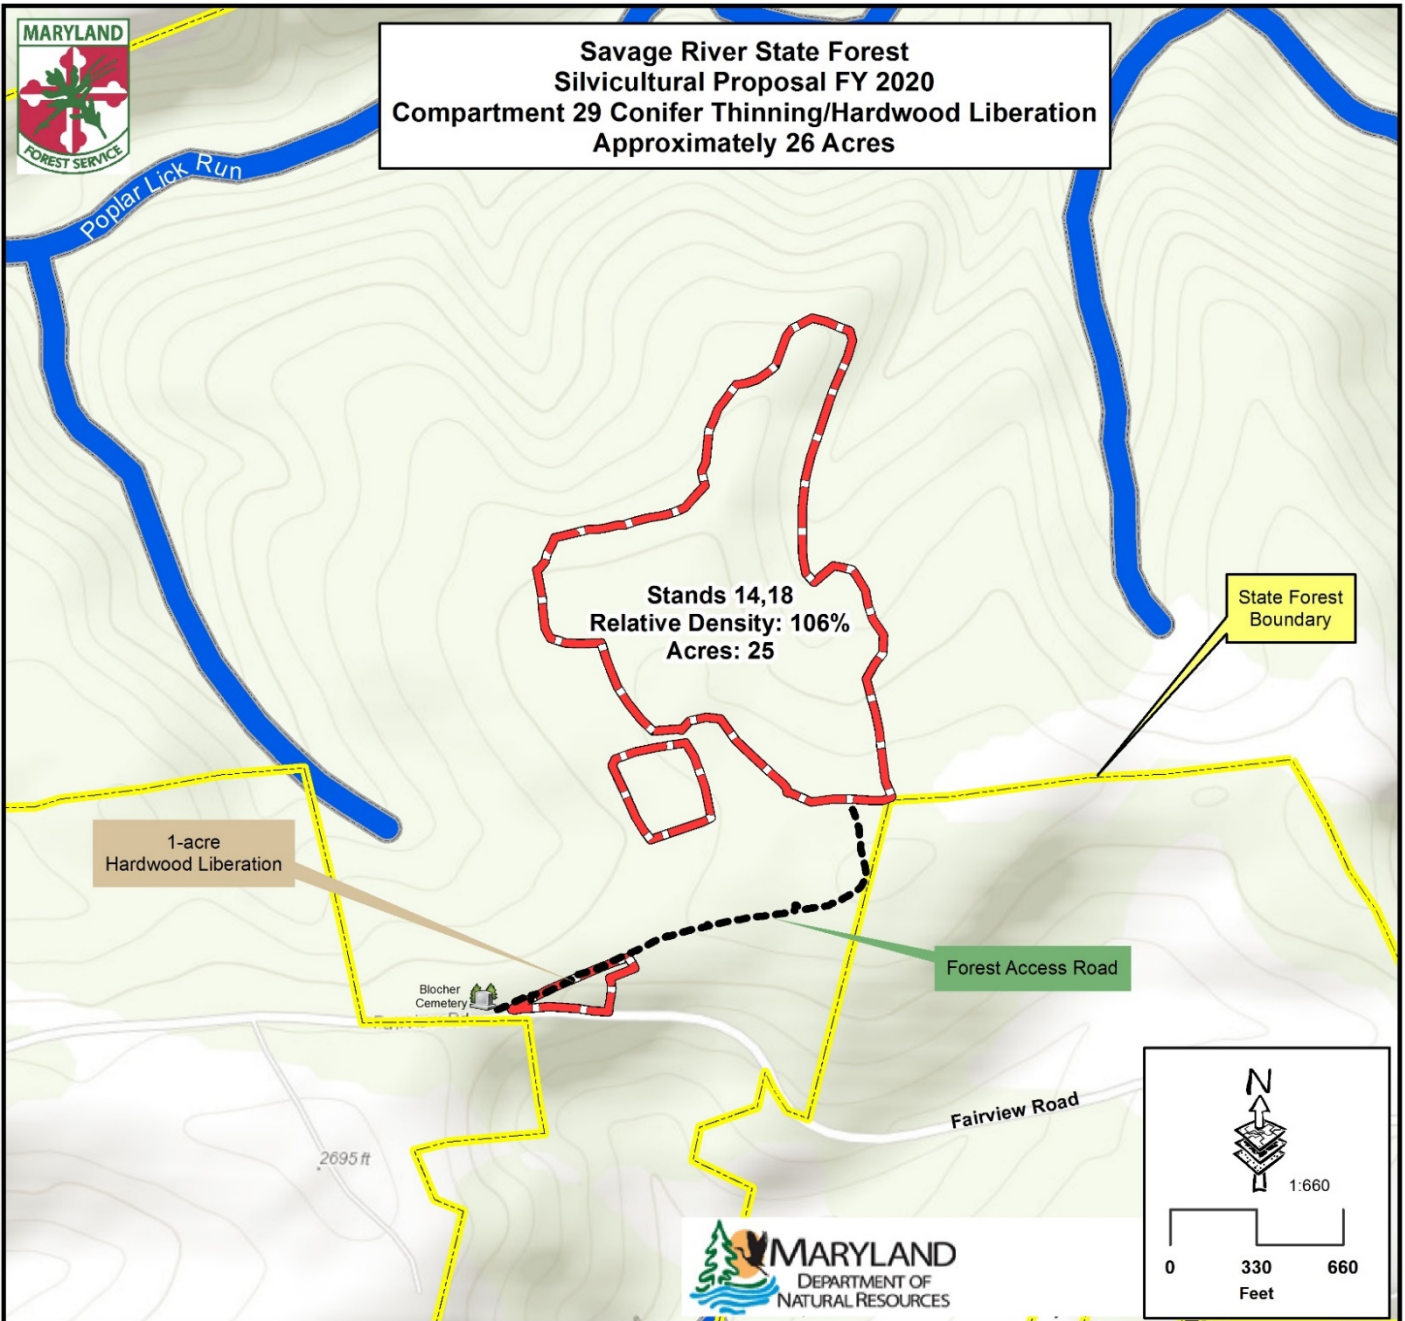 MARYLAND
FOREST SERVICE
Savage River State Forest
Silvicultural Proposal FY 2020
Compartment 29 Conifer Thinning/Hardwood Liberation
Approximately 26 Acres
Poplar Lick Run
Stands 14,18
Relative Density: 106%
Acres: 25
State Forest
Boundary
1-acre
Hardwood Liberation
Forest Access Road
Blocher
Cemetery
Fairview Road
2695 ft
N
1:660
0 330 660
Feet
MARYLAND
DEPARTMENT OF
NATURAL RESOURCES